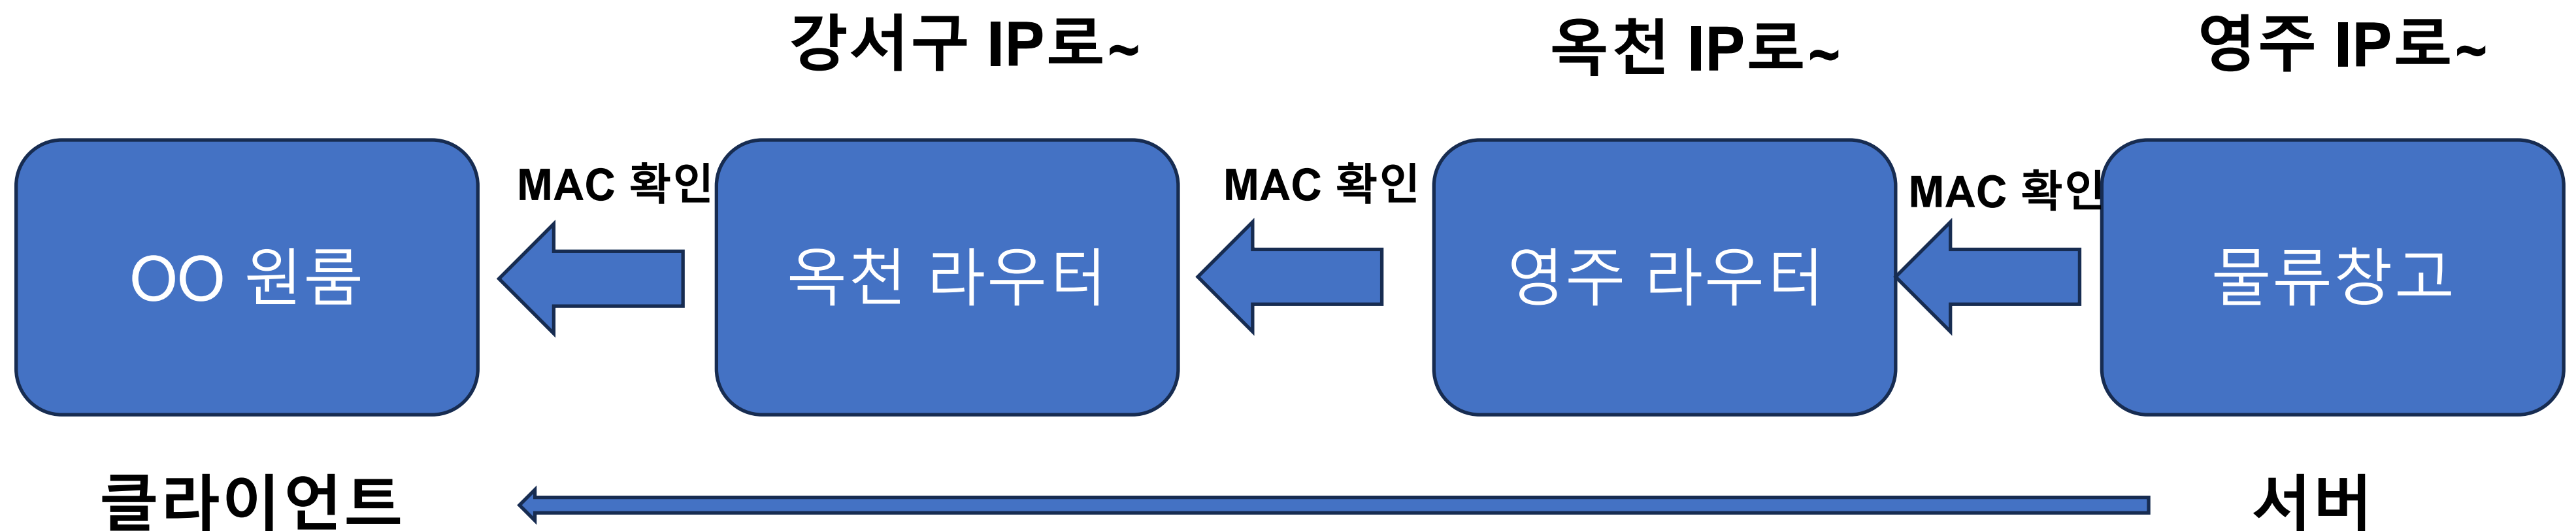 강서구 IP로~
옥천 IP로~
영주 IP로~
MAC 확인
MAC 확인
MAC 확인
OO 원룸
옥천 라우터
영주 라우터
물류창고
클라이언트
서버